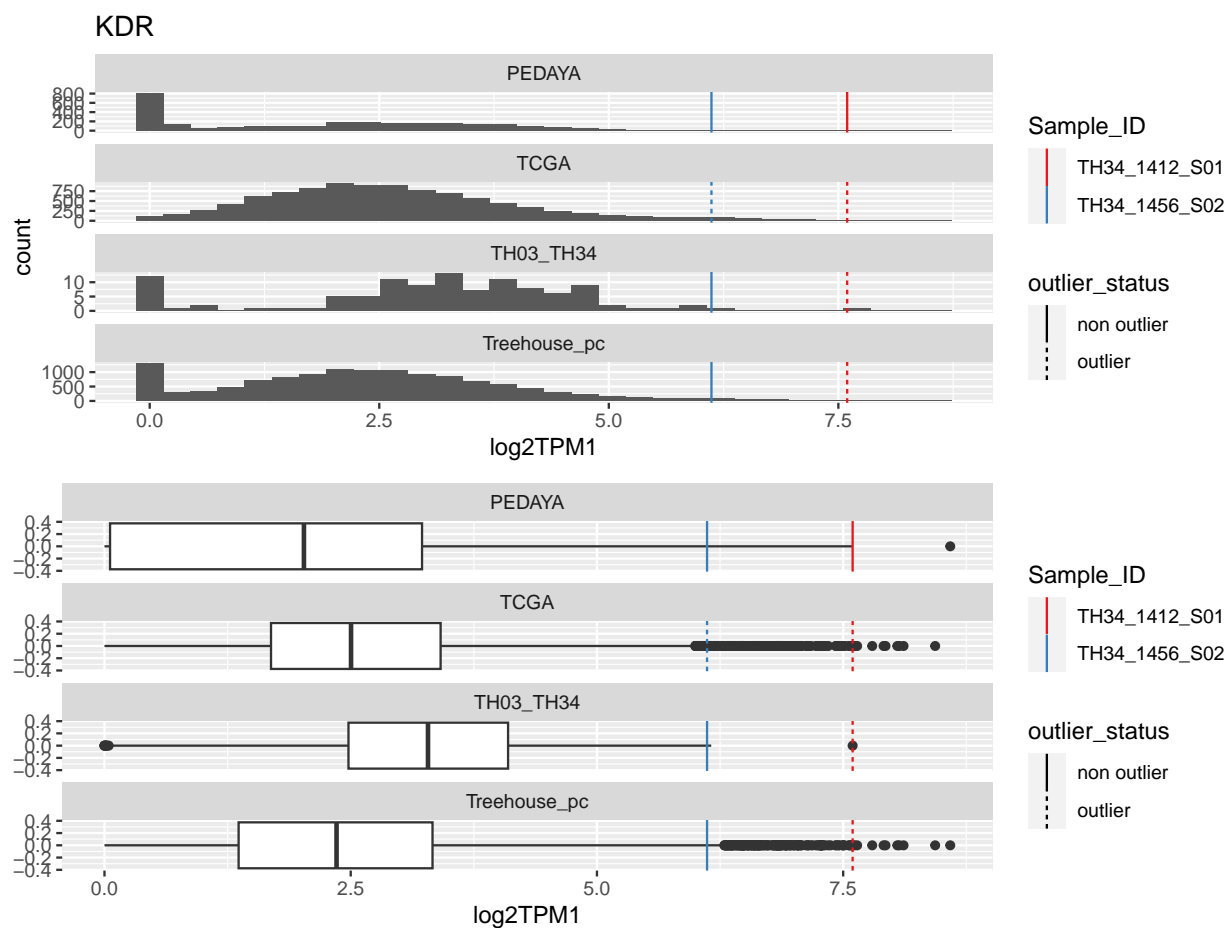 KDR
PEDAYA
800
600
400
200
0
TCGA
750
500
250
0
TH03_TH34
10
5
0
Treehouse_pc
1000
500
0
count
0.0 2.5 5.0 7.5
log2TPM1
Sample_ID
TH34_1412_S01
TH34_1456_S02
outlier_status
non outlier
outlier
PEDAYA
0.4
0.2
0.0
−0.2
−0.4
TCGA
0.4
0.2
0.0
−0.2
−0.4
TH03_TH34
0.4
0.2
0.0
−0.2
−0.4
Treehouse_pc
0.4
0.2
0.0
−0.2
−0.4
0.0 2.5 5.0 7.5
log2TPM1
Sample_ID
TH34_1412_S01
TH34_1456_S02
outlier_status
non outlier
outlier